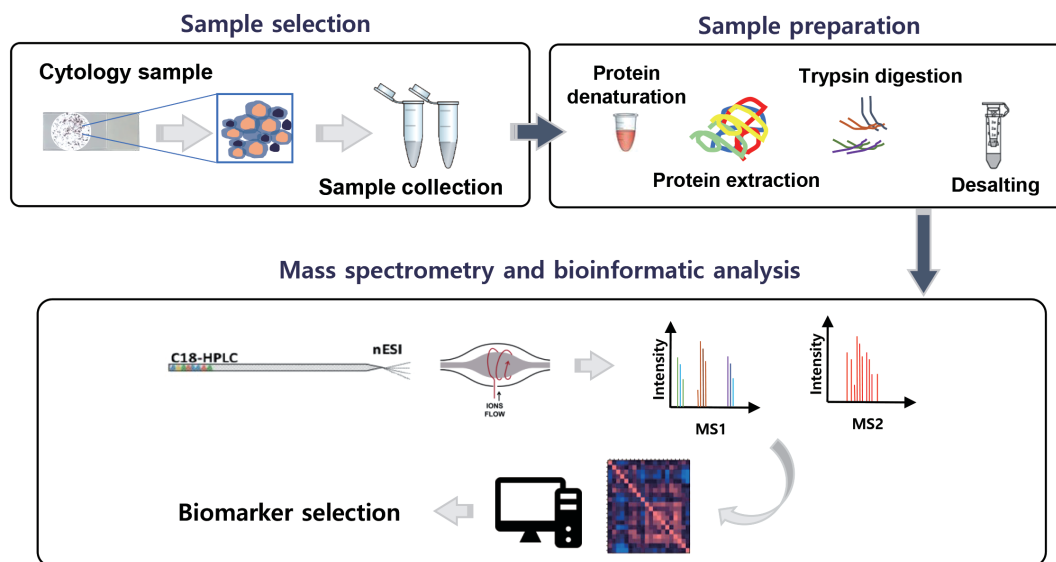 Sample selection
Cytology sample
Sample collection
Sample preparation
Protein
denaturation
Protein extraction
Trypsin digestion
Desalting
Mass spectrometry and bioinformatic analysis
C18-HPLC
nESI
IONS
FLOW
Intensity
MS1
Intensity
MS2
Biomarker selection